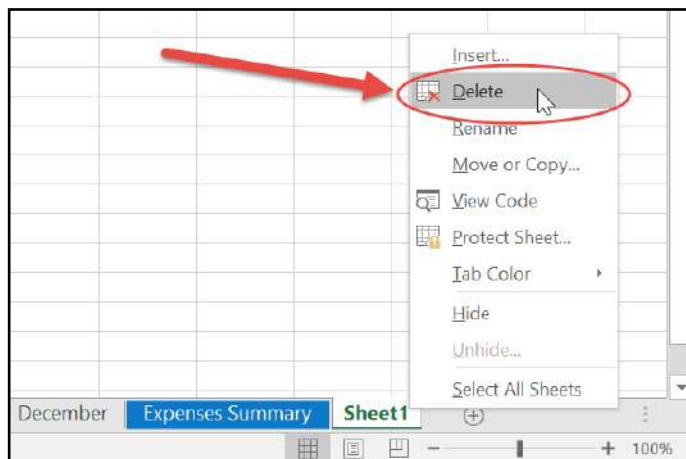 Insert...
Delete
Rename
Move or Copy...
View Code
Protect Sheet...
Tab Color
Hide
Unhide...
Select All Sheets
December Expenses Summary Sheet1
100%